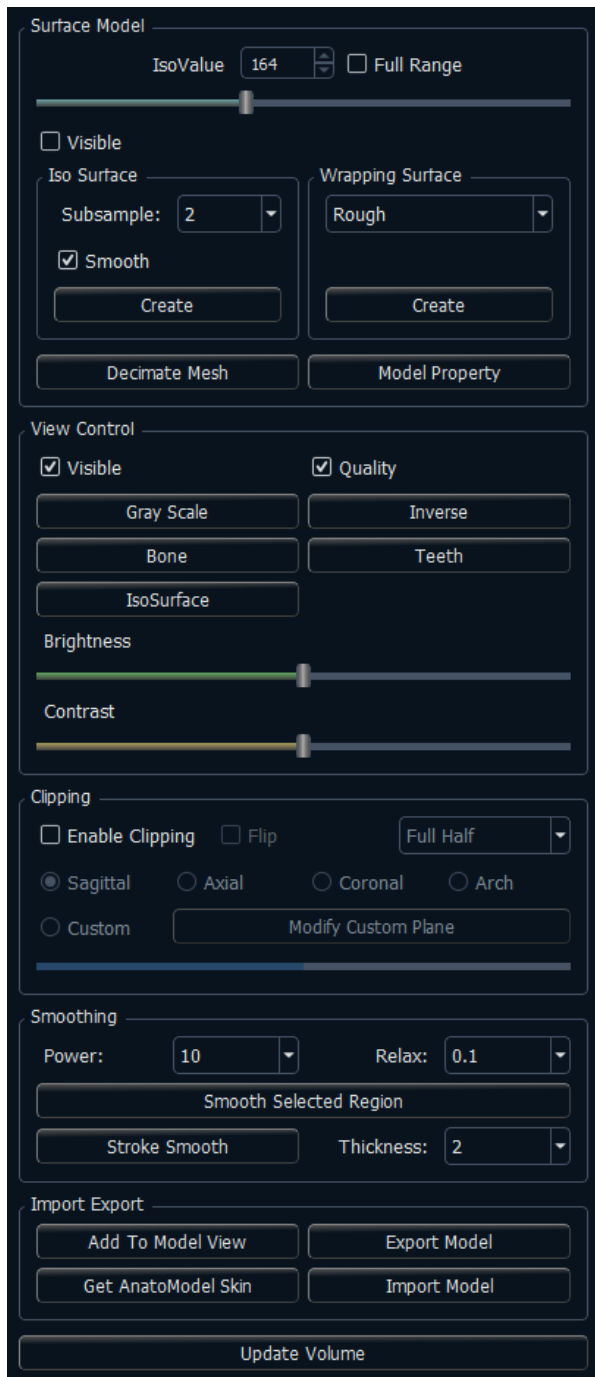 Surface Model
IsoValue 164 Full Range
Visible
Iso Surface Wrapping Surface
Subsample: 2 Rough
Smooth
Create Create
Decimate Mesh Model Property
View Control
Visible Quality
Gray Scale Inverse
Bone Teeth
IsoSurface
Brightness
Contrast
Clipping
Enable Clipping Flip Full Half
Sagittal Axial Coronal Arch
Custom Modify Custom Plane
Smoothing
Power: 10 Relax: 0.1
Smooth Selected Region
Stroke Smooth Thickness: 2
Import Export
Add To Model View Export Model
Get AnatoModel Skin Import Model
Update Volume